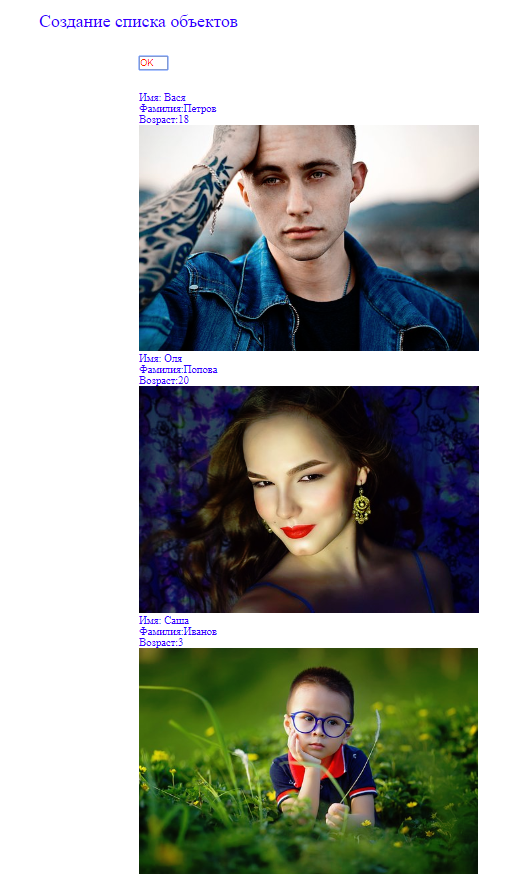 Создание списка объектов
OK
Имя: Вася
Фамилия:Петров
Возраст:18
Имя: Оля
Фамилия:Попова
Возраст:20
Имя: Саша
Фамилия:Иванов
Возраст:3